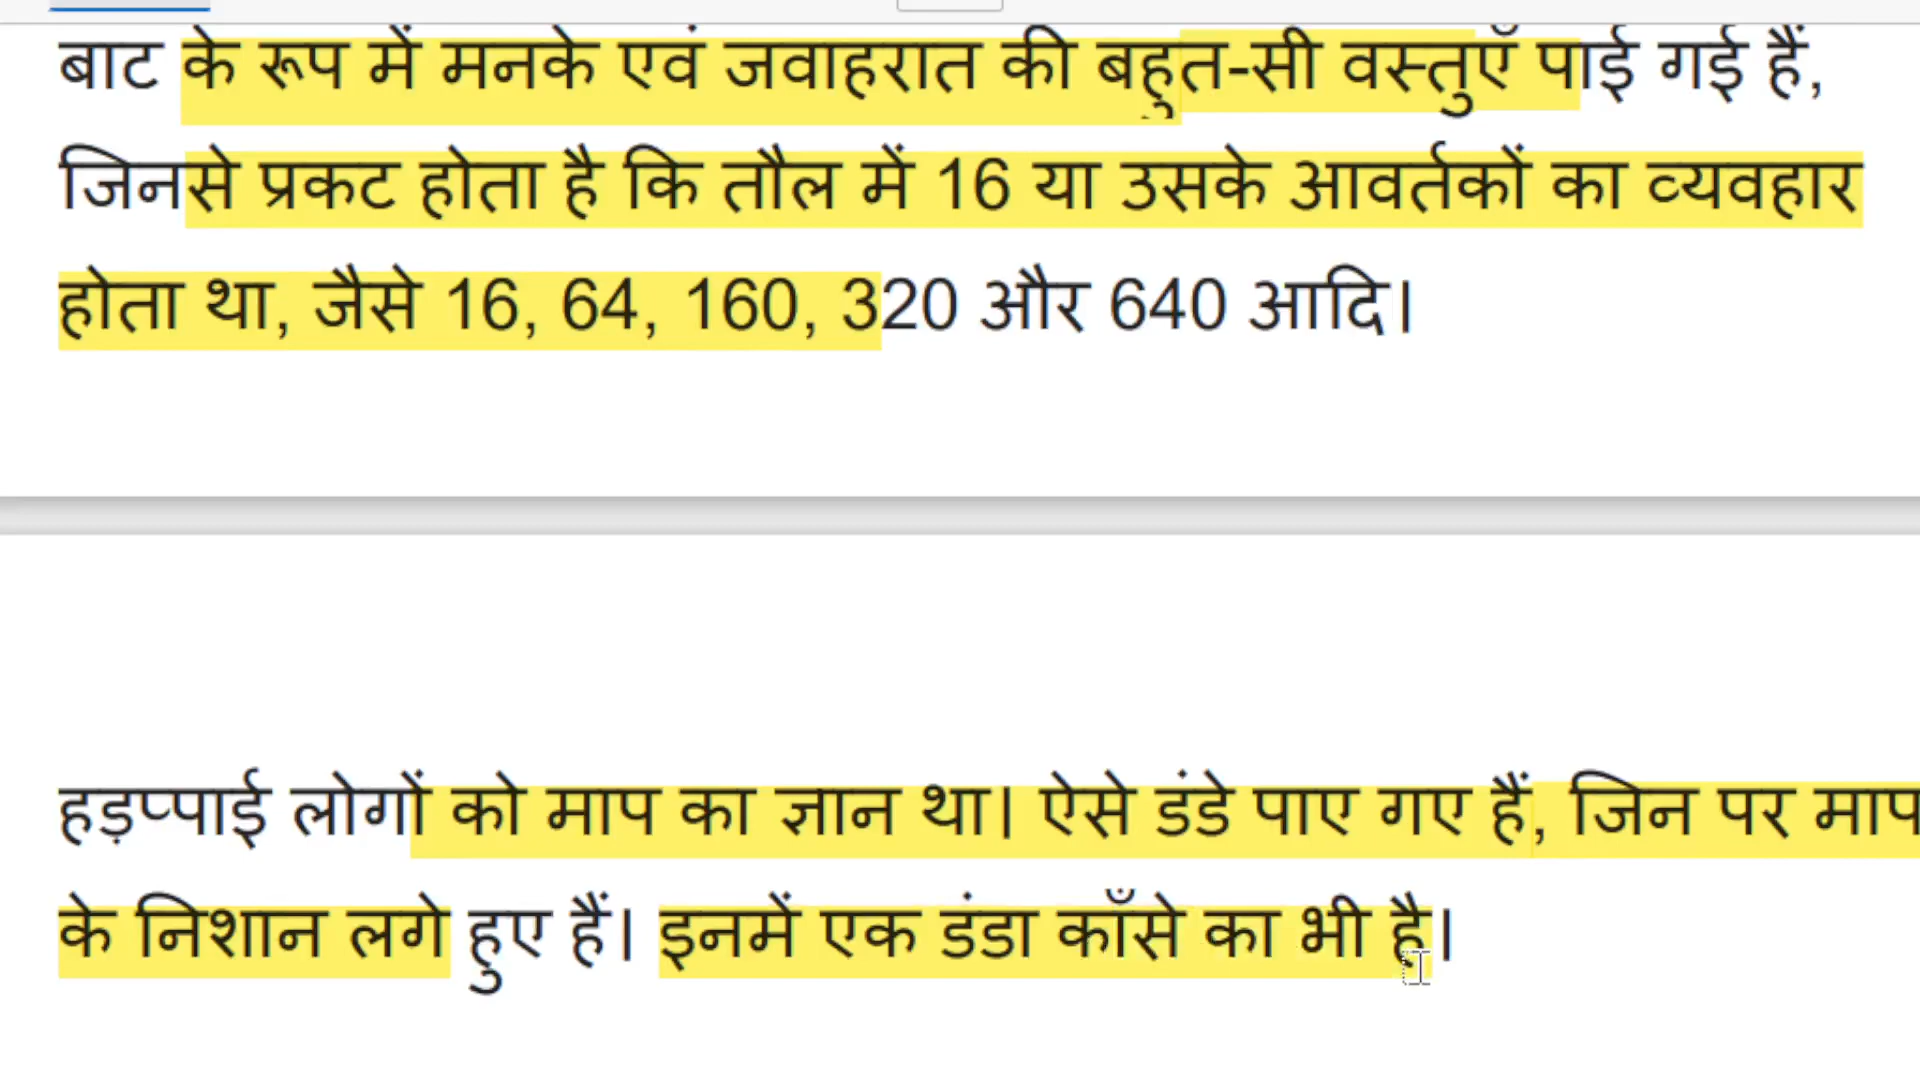 बाट के रूप में मनके एवं जवाहरात की बहुत-सी वस्तुएँ पाई गई हैं,
जिनसे प्रकट होता है कि तौल में 16 या उसके आवर्तकों का व्यवहार
होता था, जैसे 16, 64, 160, 320 और 640 आदि।
हड़प्पाई लोगों को माप का ज्ञान था। ऐसे डंडे पाए गए हैं, जिन पर माप
के निशान लगे हुए हैं। इनमें एक डंडा काँसे का भी है।